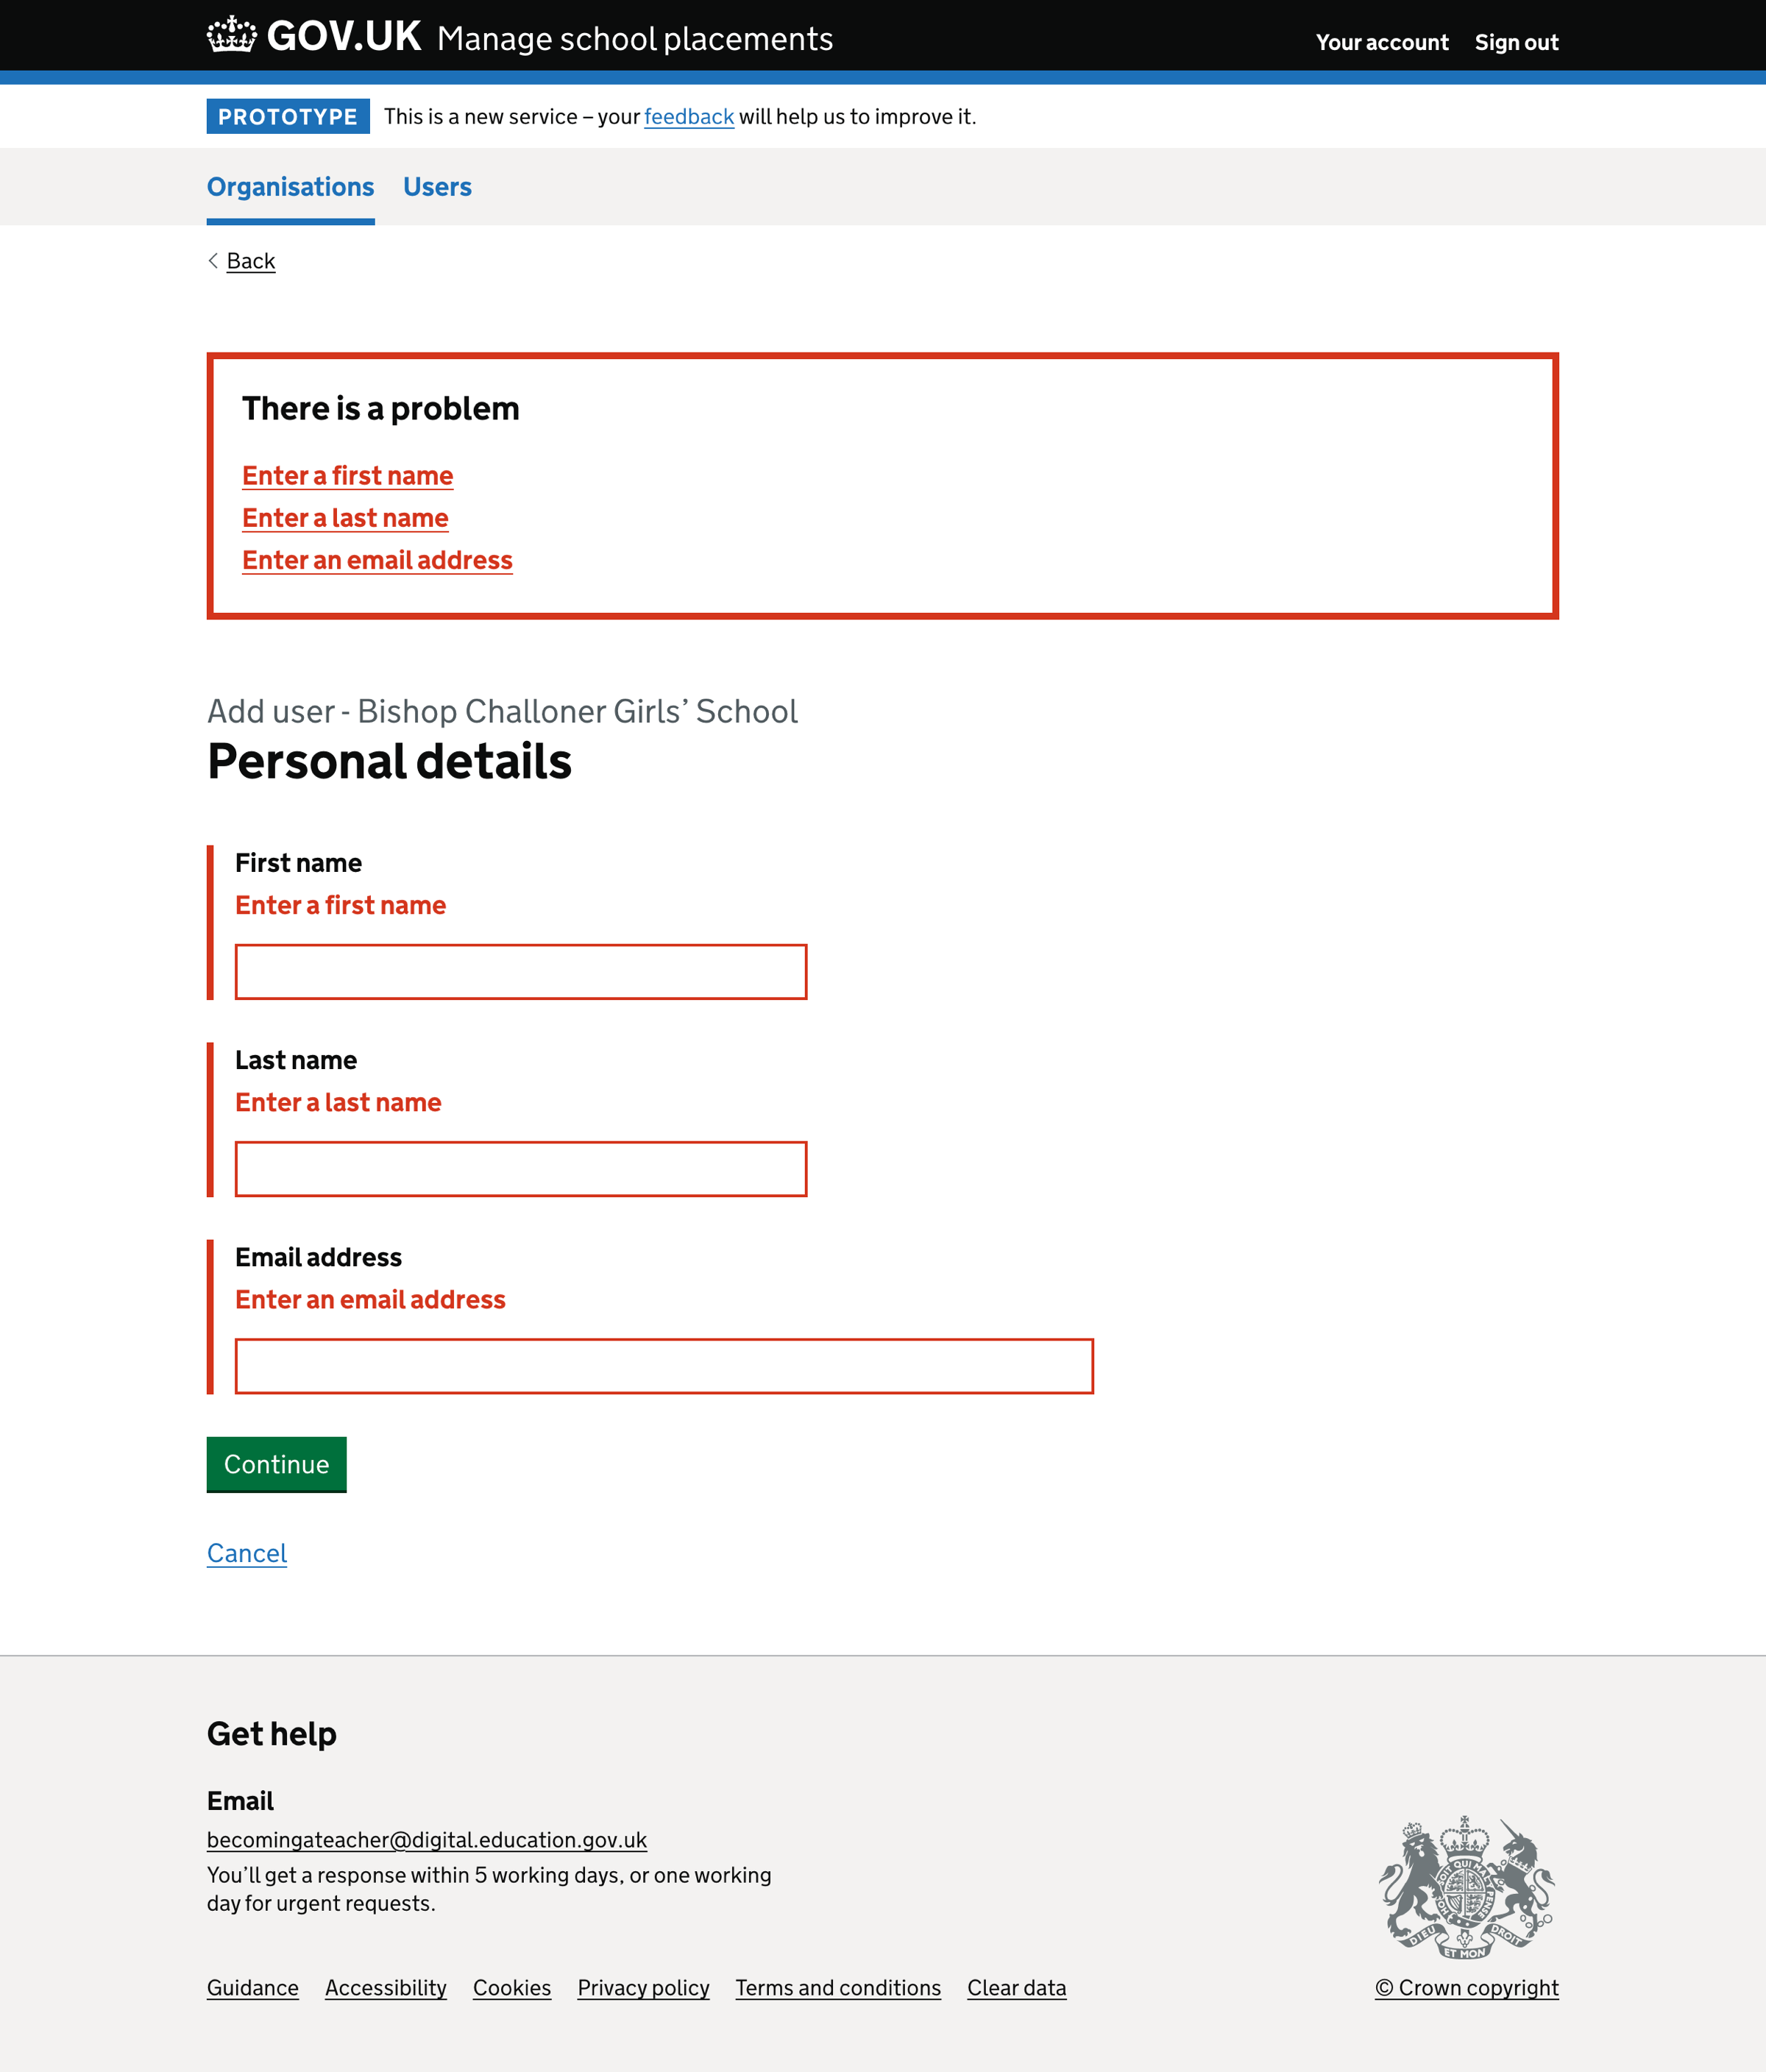 GOV.UK Manage school placements
Your account Sign out
PROTOTYPE This is a new service – your feedback will help us to improve it.
Organisations Users
Back
There is a problem
Enter a first name
Enter a last name
Enter an email address
Add user - Bishop Challoner Girls’ School
Personal details
First name
Enter a first name
Last name
Enter a last name
Email address
Enter an email address
Continue
Cancel
Get help
Email
becomingateacher@digital.education.gov.uk
You’ll get a response within 5 working days, or one working
day for urgent requests.
DIEU ET MON DROIT
Guidance Accessibility Cookies Privacy policy Terms and conditions Clear data
© Crown copyright